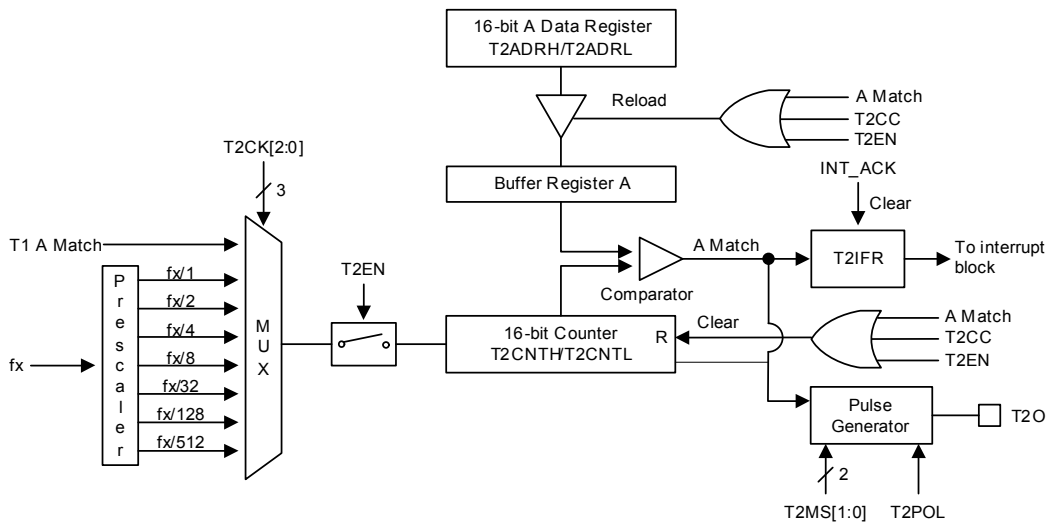 16-bit A Data Register
T2ADRH/T2ADRL
Reload
A Match
T2CC
T2EN
T2CK[2:0]
3
Buffer Register A
INT_ACK
Clear
T1 A Match
A Match
T2IFR
To interrupt
block
Comparator
Prescaler
fx
fx/1
fx/2
fx/4
fx/8
fx/32
fx/128
fx/512
MUX
T2EN
16-bit Counter
T2CNTH/T2CNTL
R
Clear
A Match
T2CC
T2EN
Pulse
Generator
T2O
2
T2MS[1:0]
T2POL